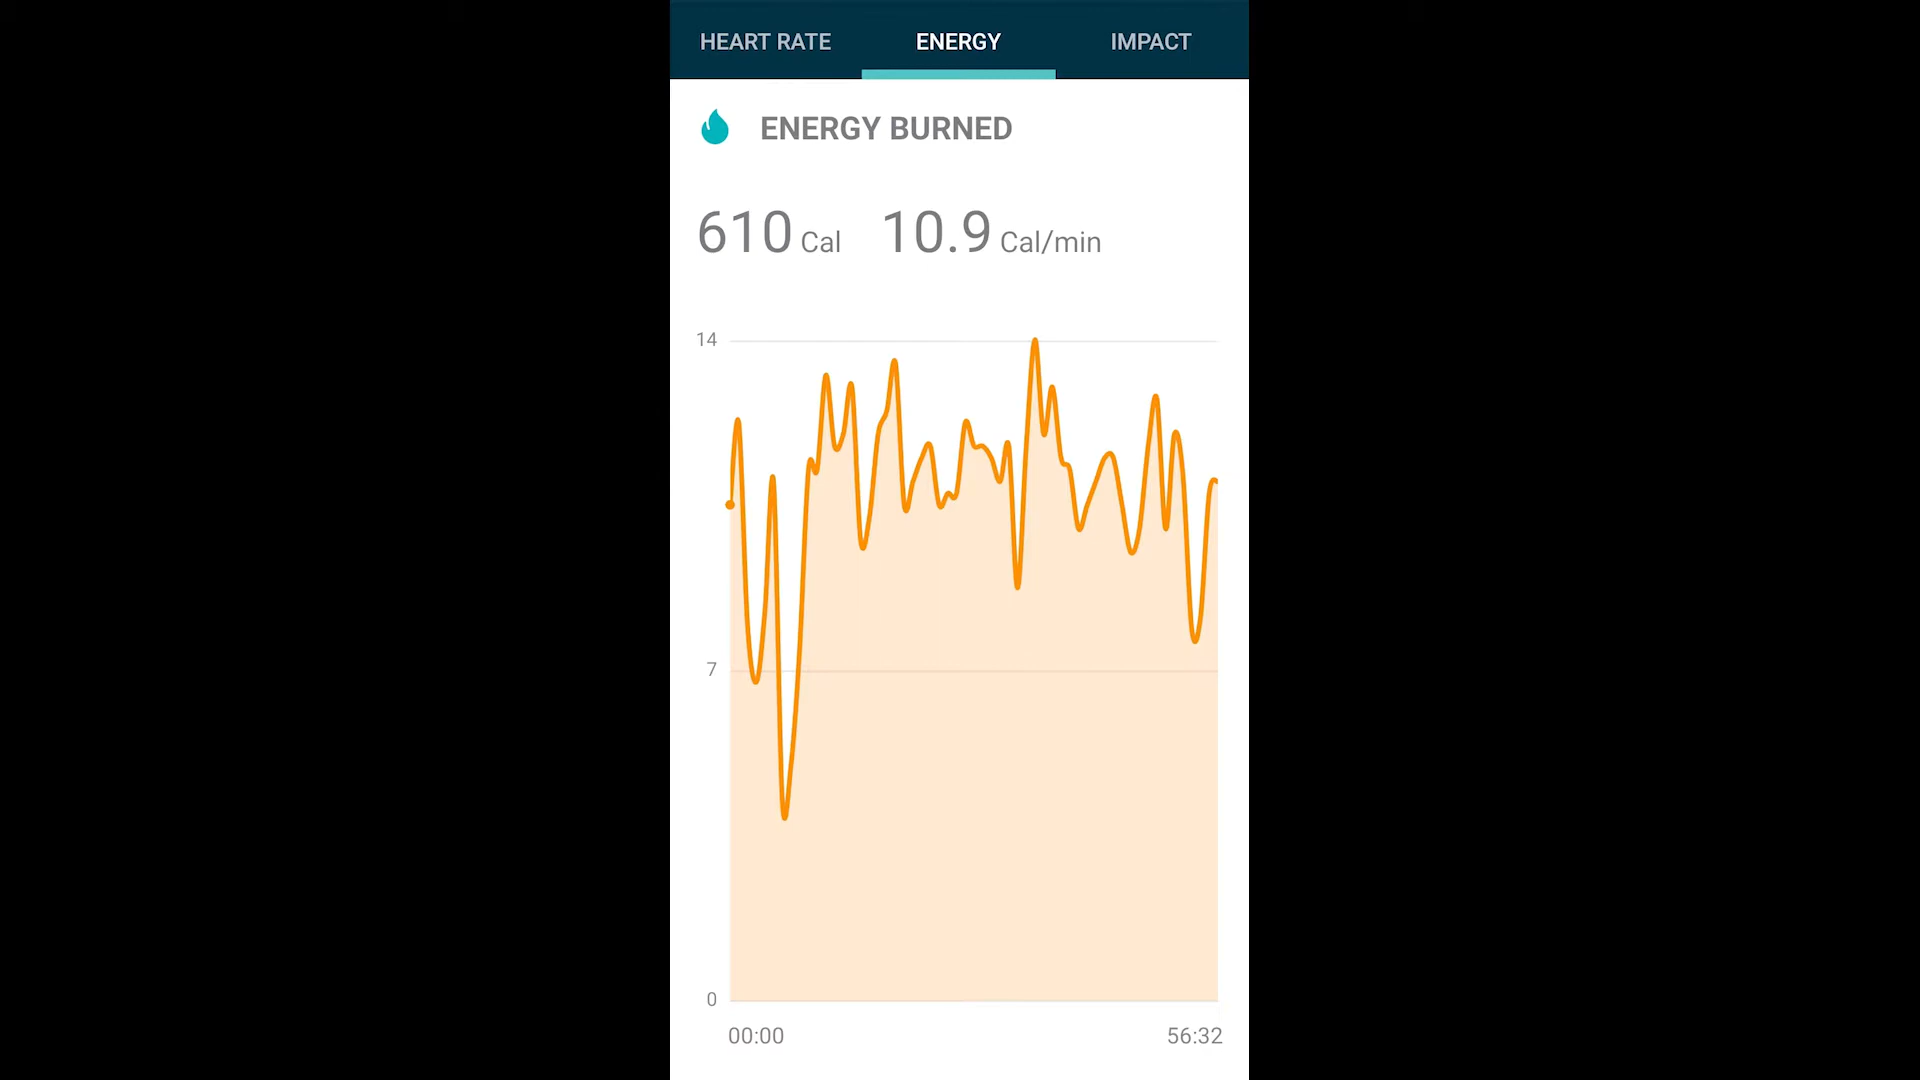 HEART RATE ENERGY IMPACT
ENERGY BURNED
610 Cal 10.9 Cal/min
14
7
0
00:00 56:32